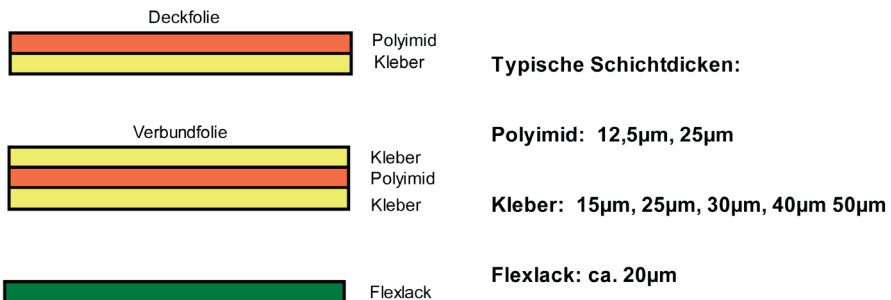 Deckfolie
Polyimid
Kleber
Verbundfolie
Kleber
Polyimid
Kleber
Flexlack
Typische Schichtdicken:
Polyimid: 12,5µm, 25µm
Kleber: 15µm, 25µm, 30µm, 40µm 50µm
Flexlack: ca. 20µm